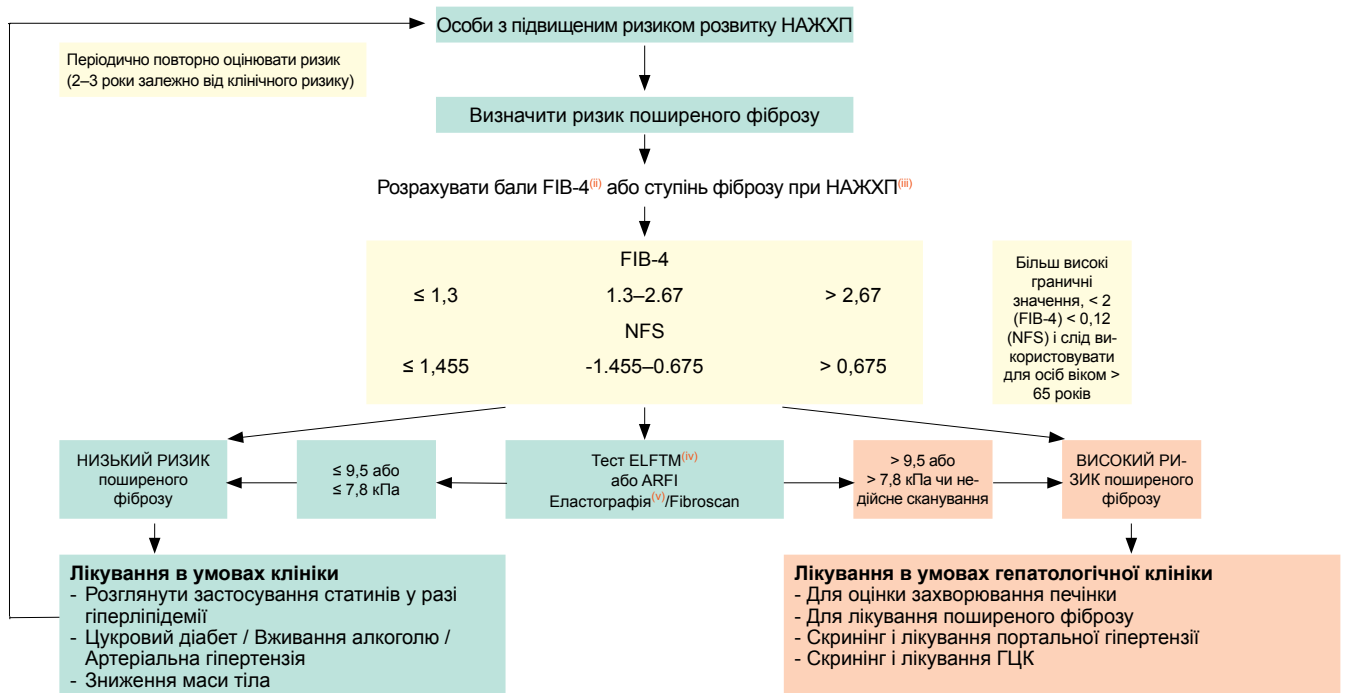 Особи з підвищеним ризиком розвитку НАЖХП
Періодично повторно оцінювати ризик
(2–3 роки залежно від клінічного ризику)
Визначити ризик поширеного фіброзу
Розрахувати бали FIB-4(ii) або ступінь фіброзу при НАЖХП(iii)
FIB-4
≤ 1,3 1.3–2.67 > 2,67
NFS
≤ 1,455 -1.455–0.675 > 0,675
Більш високі
граничні
значення, < 2
(FIB-4) < 0,12
(NFS) і слід ви-
користовувати
для осіб віком >
65 років
НИЗЬКИЙ РИЗИК
поширеного
фіброзу
≤ 9,5 або
≤ 7,8 кПа
Тест ELFTM(iv)
або ARFI
Еластографія(v)/Fibroscan
> 9,5 або
> 7,8 кПа чи не-
дійсне сканування
ВИСОКИЙ РИ-
ЗИК поширеного
фіброзу
Лікування в умовах клініки
- Розглянути застосування статинів у разі
гіперліпідемії
- Цукровий діабет / Вживання алкоголю /
Артеріальна гіпертензія
- Зниження маси тіла
Лікування в умовах гепатологічної клініки
- Для оцінки захворювання печінки
- Для лікування поширеного фіброзу
- Скринінг і лікування портальної гіпертензії
- Скринінг і лікування ГЦК